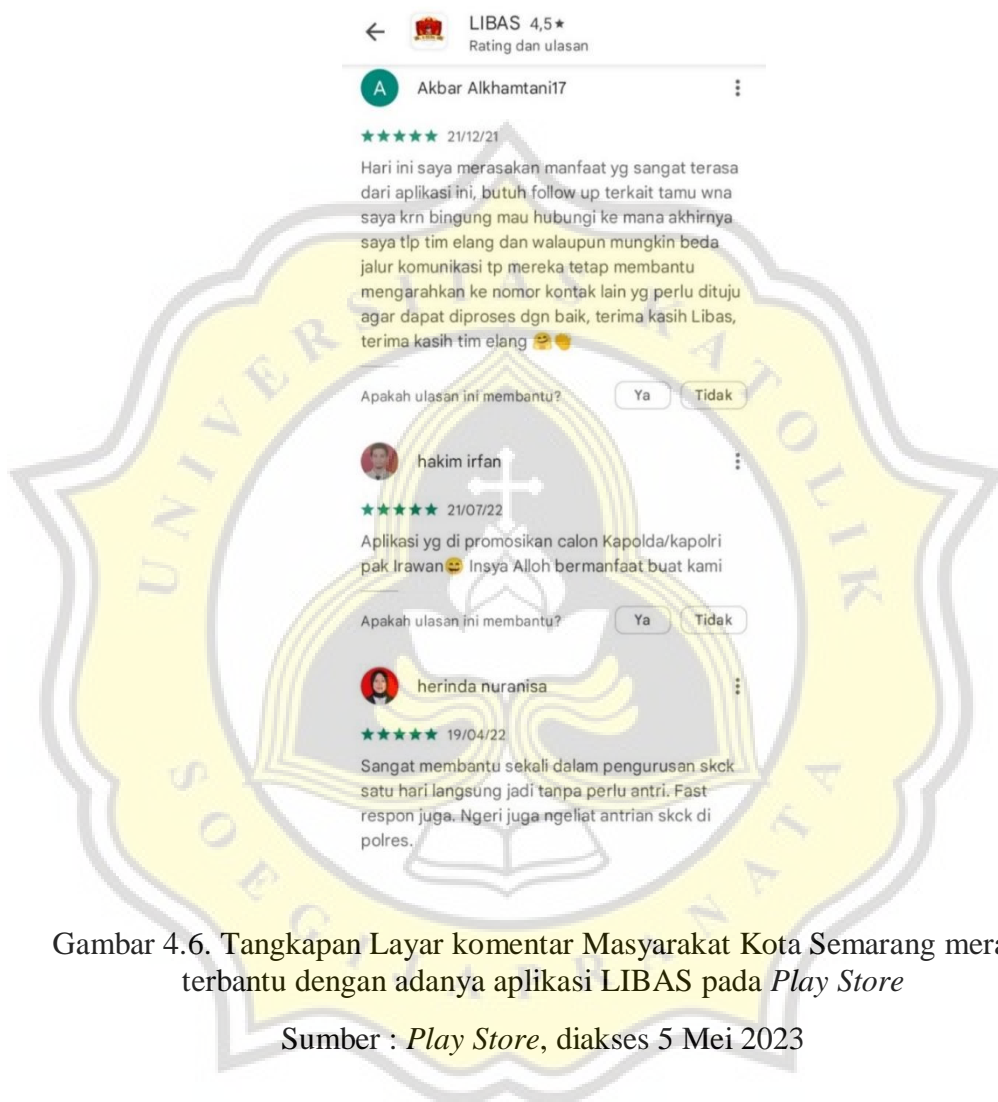 LIBAS 4,5★
Rating dan ulasan
A Akbar Alkhamtani17
★★★★★ 21/12/21
Hari ini saya merasakan manfaat yg sangat terasa
dari aplikasi ini, butuh follow up terkait tamu wna
saya krn bingung mau hubungi ke mana akhirnya
saya tlp tim elang dan walaupun mungkin beda
jalur komunikasi tp mereka tetap membantu
mengarahkan ke nomor kontak lain yg perlu dituju
agar dapat diproses dgn baik, terima kasih Libas,
terima kasih tim elang 🤗👏
Apakah ulasan ini membantu? Ya Tidak
hakim irfan
★★★★★ 21/07/22
Aplikasi yg di promosikan calon Kapolda/kapolri
pak Irawan😄 Insya Alloh bermanfaat buat kami
Apakah ulasan ini membantu? Ya Tidak
herinda nuranisa
★★★★★ 19/04/22
Sangat membantu sekali dalam pengurusan skck
satu hari langsung jadi tanpa perlu antri. Fast
respon juga. Ngeri juga ngeliat antrian skck di
polres.
Gambar 4.6. Tangkapan Layar komentar Masyarakat Kota Semarang mera
terbantu dengan adanya aplikasi LIBAS pada Play Store
Sumber : Play Store, diakses 5 Mei 2023
UNIVERSITAS KATOLIK
SOEGIJAPRANATA